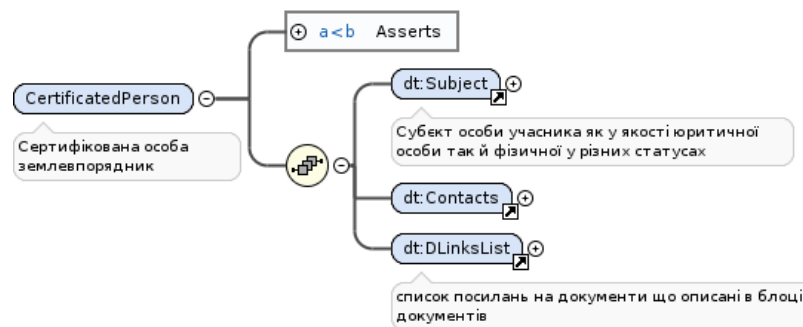 a<b Asserts
CertificatedPerson
Сертифікована особа
землевпорядник
dt:Subject
Субєкт особи учасника як у якості юритичної
особи так й фізичної у різних статусах
dt:Contacts
dt:DLinksList
список посилань на документи що описані в блоці
документів